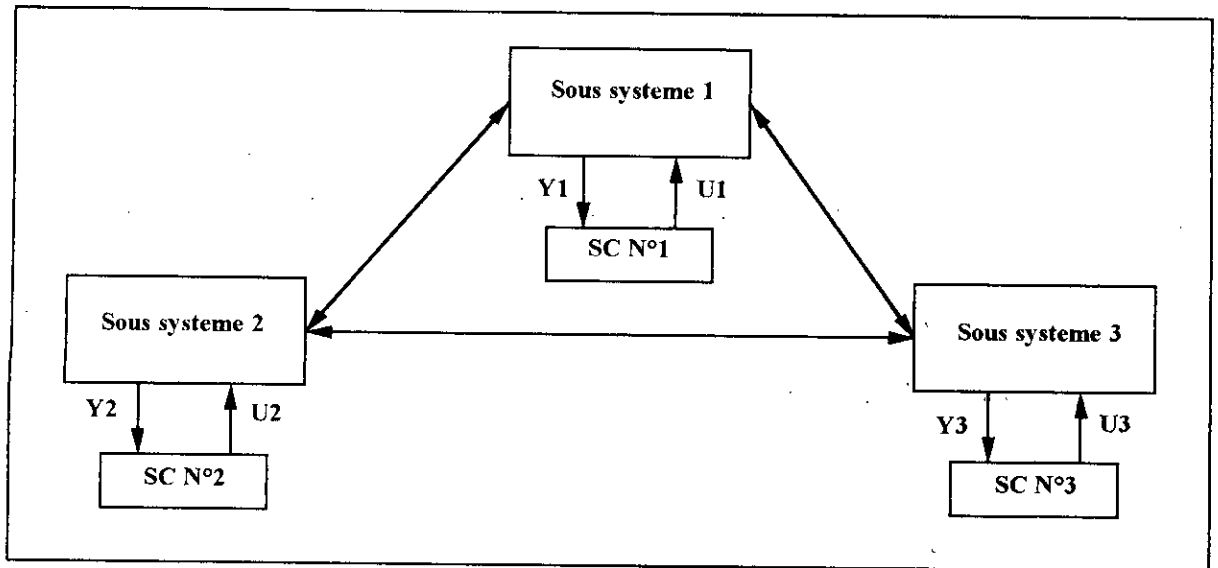 Sous systeme 1
Y1
U1
SC N°1
Sous systeme 2
Sous systeme 3
Y2
U2
Y3
U3
SC N°2
SC N°3